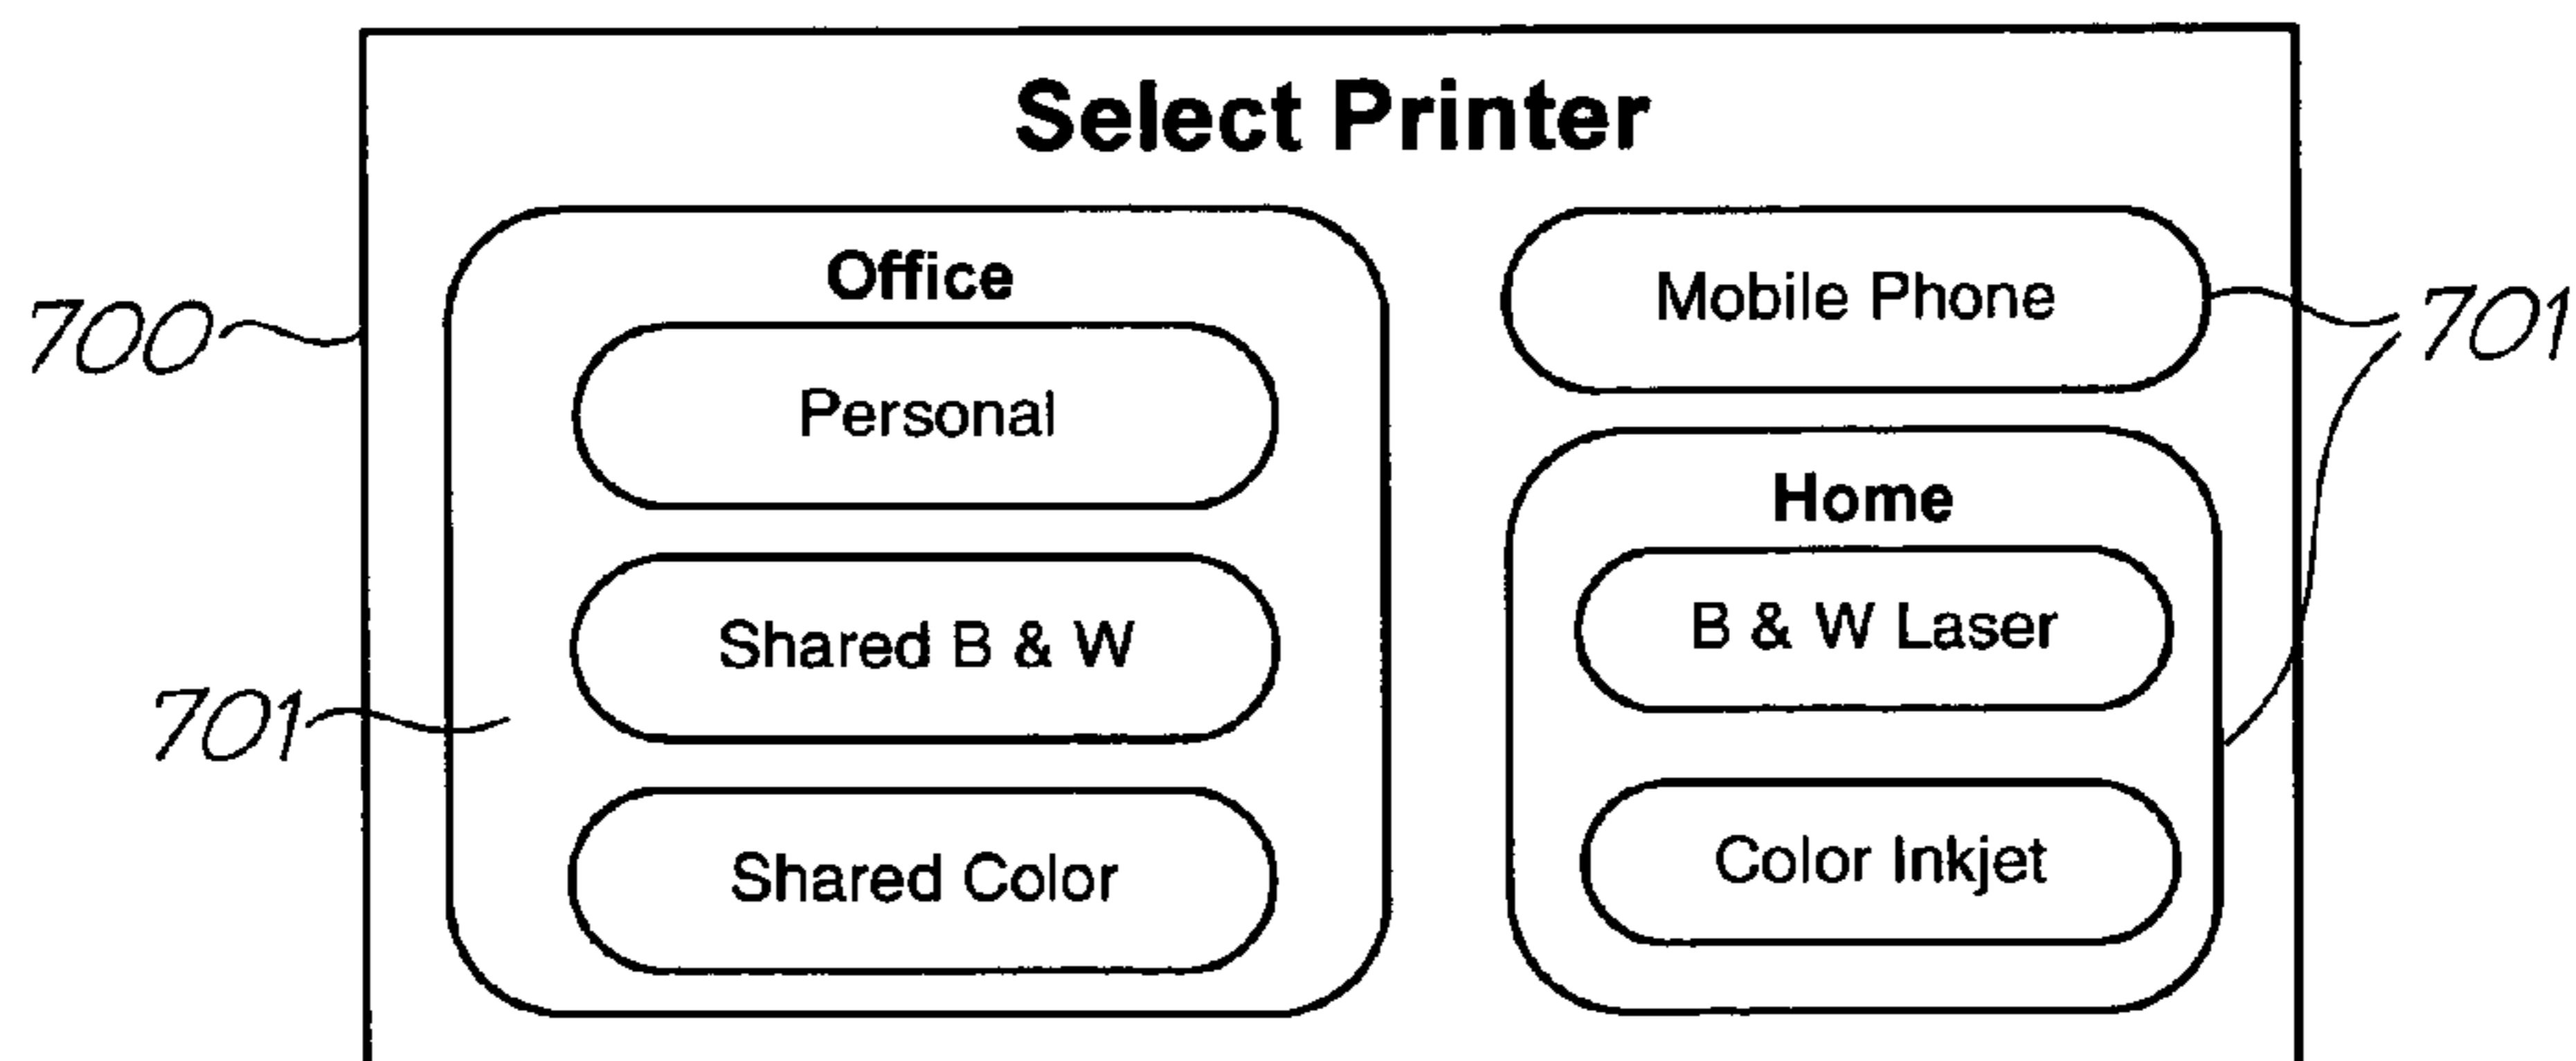 Select Printer
Office
Personal
Shared B & W
Shared Color
Mobile Phone
Home
B & W Laser
Color Inkjet
700
701
701